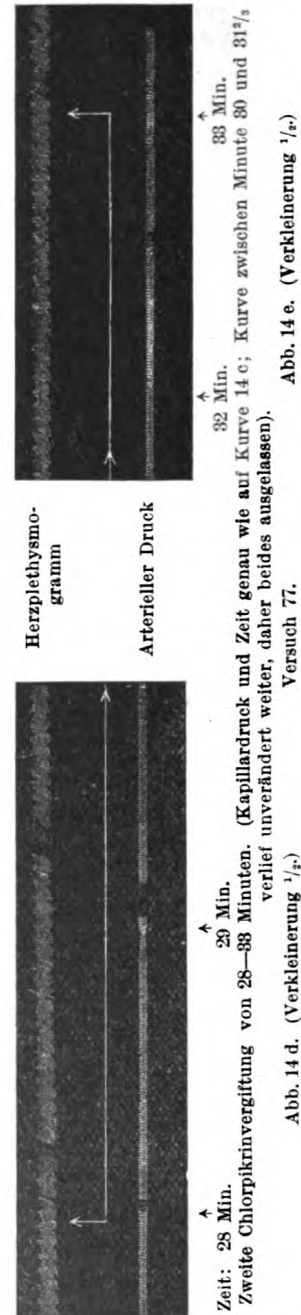 Herzplethysmo-
gramm
Arterieller Druck
Zeit: 28 Min. 29 Min. 32 Min. 33 Min.
Zweite Chlorpikrinvergiftung von 28—33 Minuten. (Kapillardruck und Zeit genau wie auf Kurve 14 c; Kurve zwischen Minute 30 und 31²/₃
verlief unverändert weiter, daher beides ausgelassen).
Abb. 14 d. (Verkleinerung ¹/₂.) Versuch 77. Abb. 14 e. (Verkleinerung ¹/₂.)